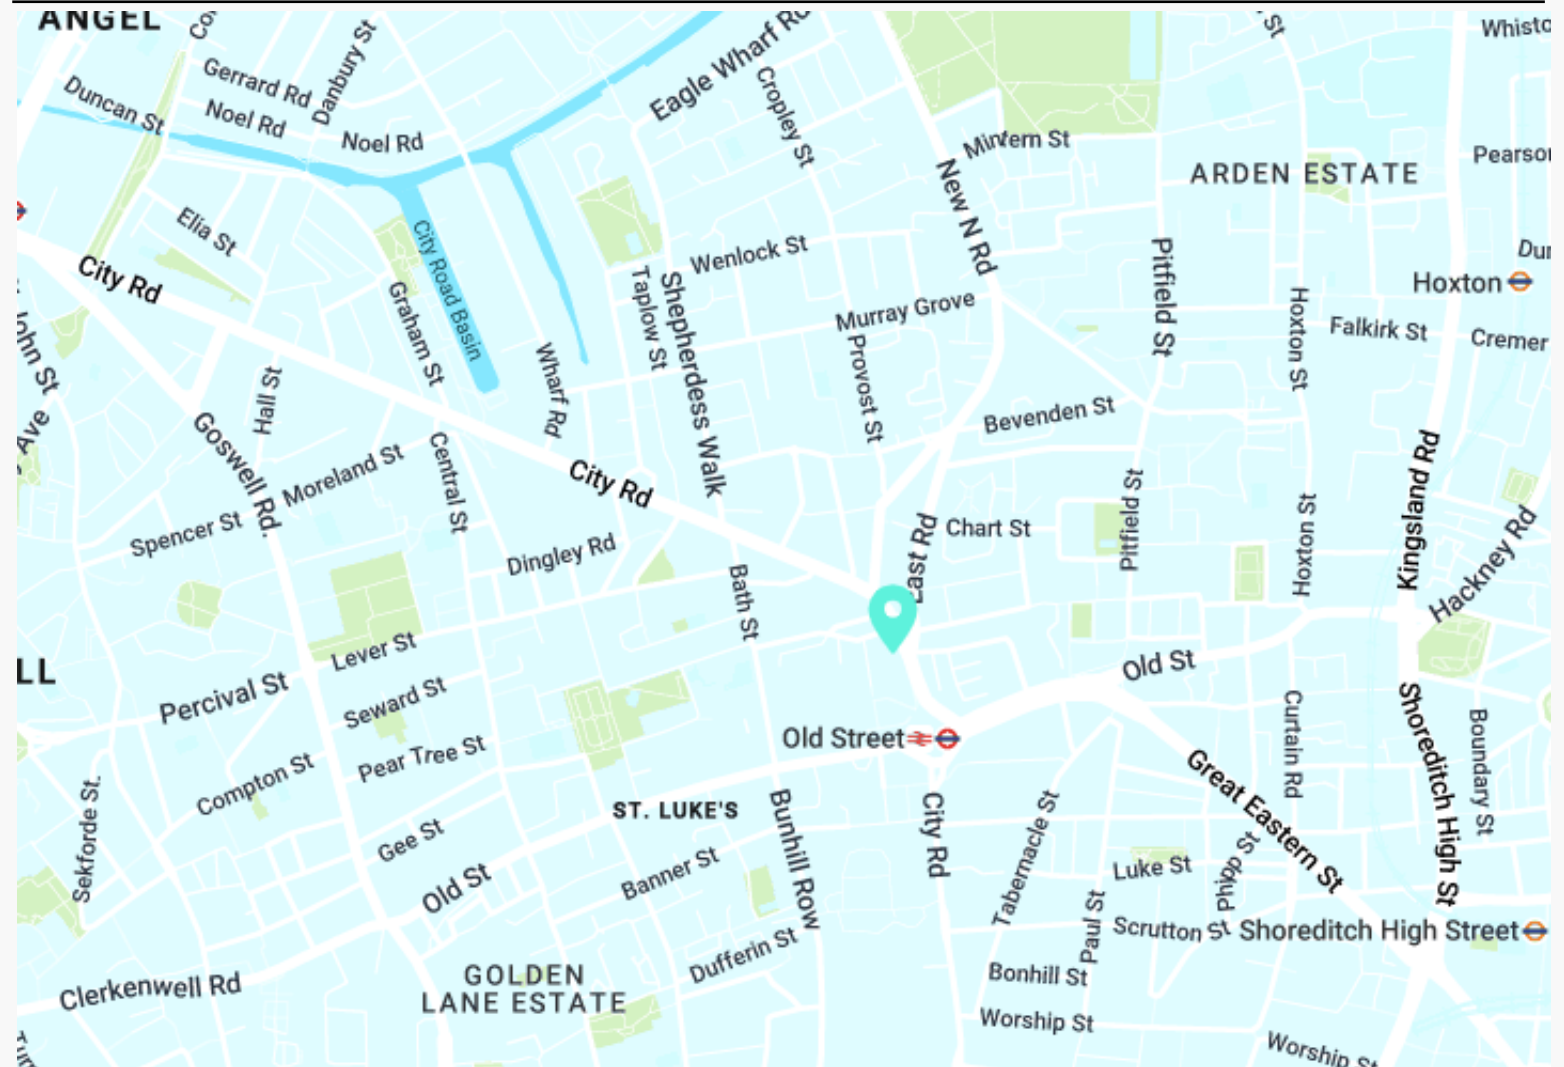 ANGEL
Gerrard Rd
Danbury St
Duncan St
Noel Rd
Noel Rd
Eagle Wharf Rd
Cropley St
Mintern St
New N Rd
ARDEN ESTATE
Elia St
City Rd
City Road Basin
Graham St
Wenlock St
Taplow St
Shepherdess Walk
Murray Grove
Provost St
Pitfield St
Hoxton St
Hoxton
Falkirk St
Cremer
John St
Ave
Hall St
Wharf Rd
Goswell Rd.
Moreland St
Central St
City Rd
Bevenden St
Kingsland Rd
Spencer St
Dingley Rd
East Rd
Chart St
Pitfield St
Hoxton St
Hackney Rd
Bath St
LL
Lever St
Percival St
Seward St
Old St
Old Street
Pear Tree St
Compton St
Sekforde St.
Gee St
ST. LUKE'S
Bunhill Row
City Rd
Curtain Rd
Great Eastern St
Shoreditch High St
Boundary St
Old St
Banner St
Tabernacle St
Luke St
Phipp St
Paul St
Scrutton St
Shoreditch High Street
Dufferin St
Clerkenwell Rd
GOLDEN
LANE ESTATE
Bonhill St
Worship St
Worship St